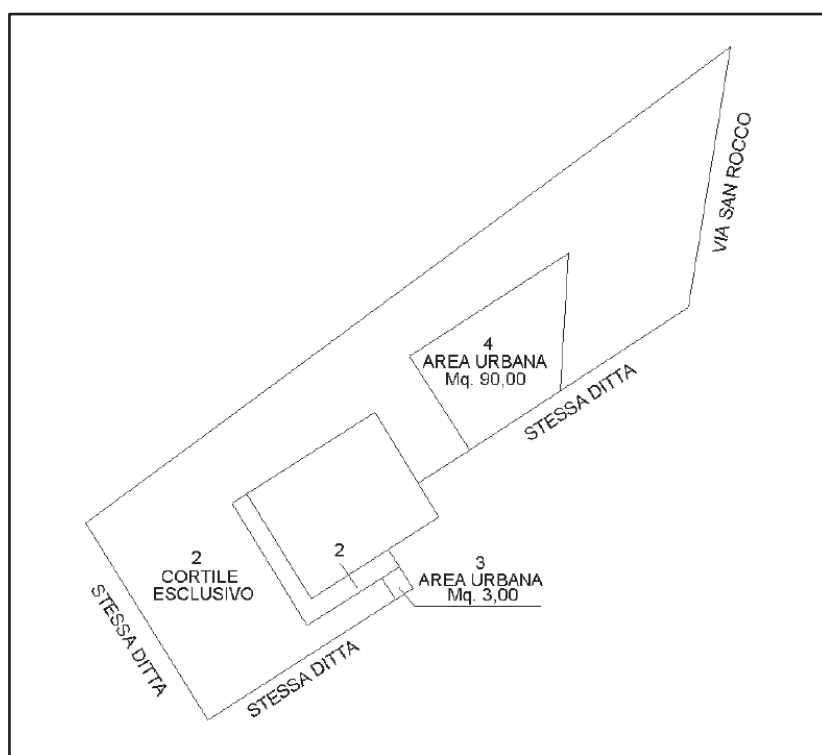 VIA SAN ROCCO
4
AREA URBANA
Mq. 90,00
STESSA DITTA
2
CORTILE
ESCLUSIVO
2
3
AREA URBANA
Mq. 3,00
STESSA DITTA
STESSA DITTA